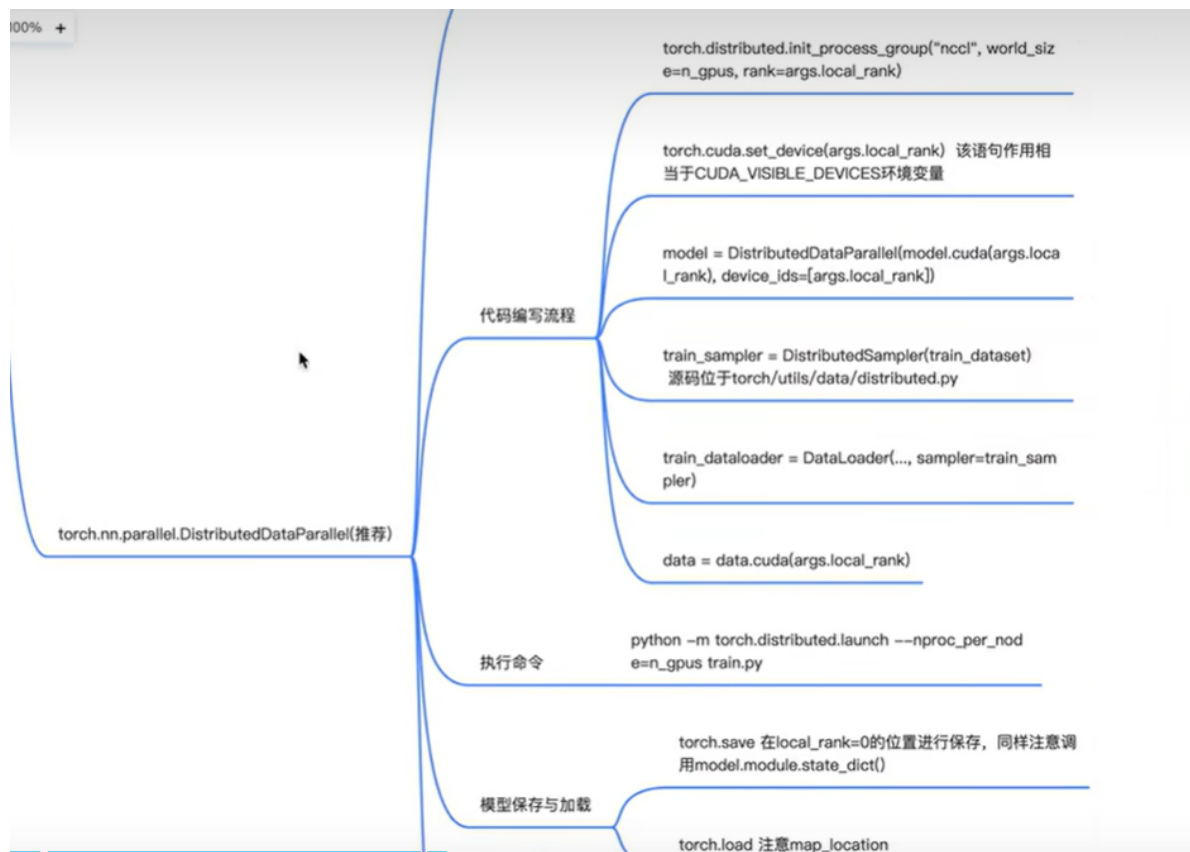 00% +
torch.distributed.init_process_group("nccl", world_siz
e=n_gpus, rank=args.local_rank)
torch.cuda.set_device(args.local_rank) 该语句作用相
当于CUDA_VISIBLE_DEVICES环境变量
model = DistributedDataParallel(model.cuda(args.loca
l_rank), device_ids=[args.local_rank])
代码编写流程
train_sampler = DistributedSampler(train_dataset)
源码位于torch/utils/data/distributed.py
train_dataloader = DataLoader(..., sampler=train_sam
pler)
torch.nn.parallel.DistributedDataParallel(推荐)
data = data.cuda(args.local_rank)
执行命令
python -m torch.distributed.launch --nproc_per_nod
e=n_gpus train.py
模型保存与加载
torch.save 在local_rank=0的位置进行保存，同样注意调
用model.module.state_dict()
torch.load 注意map_location